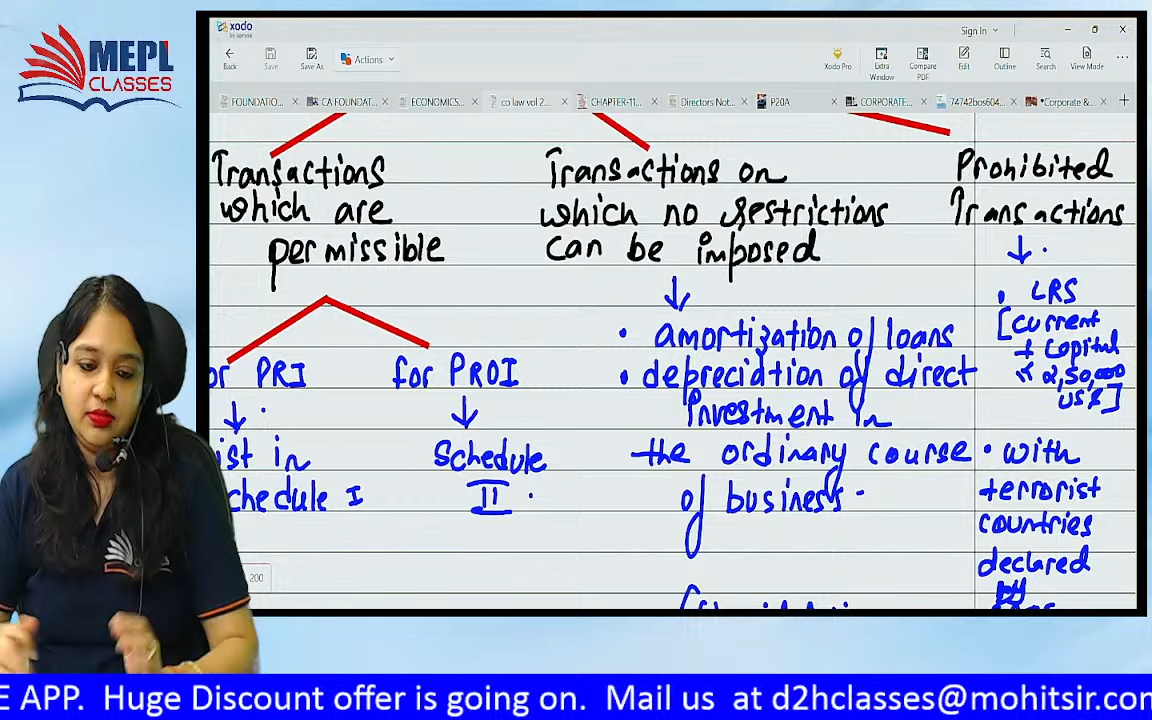 MEPL
CLASSES
xodo
by apryse
Sign In
Back
Save
Save As
Actions
Xodo Pro
Extra
Window
Compare
PDF
Edit
Outline
Search
View Mode
FOUNDATIO...
CA FOUNDAT...
ECONOMICS...
co law vol 2...
CHAPTER-11...
Directors Not...
P20A
CORPORATE...
74742bos604...
*Corporate &...
Transactions
which are
permissible
Transactions on
which no restrictions
can be imposed
Prohibited
Transactions
or PRI
ist in
chedule I
for PROI
Schedule
II
• amortization of loans
• depreciation of direct
investment in
the ordinary course
of business
• LRS
[current
+ Capital
2,50,000
US$]
• with
terrorist
countries
declared
200
E APP. Huge Discount offer is going on. Mail us at d2hclasses@mohitsir.com